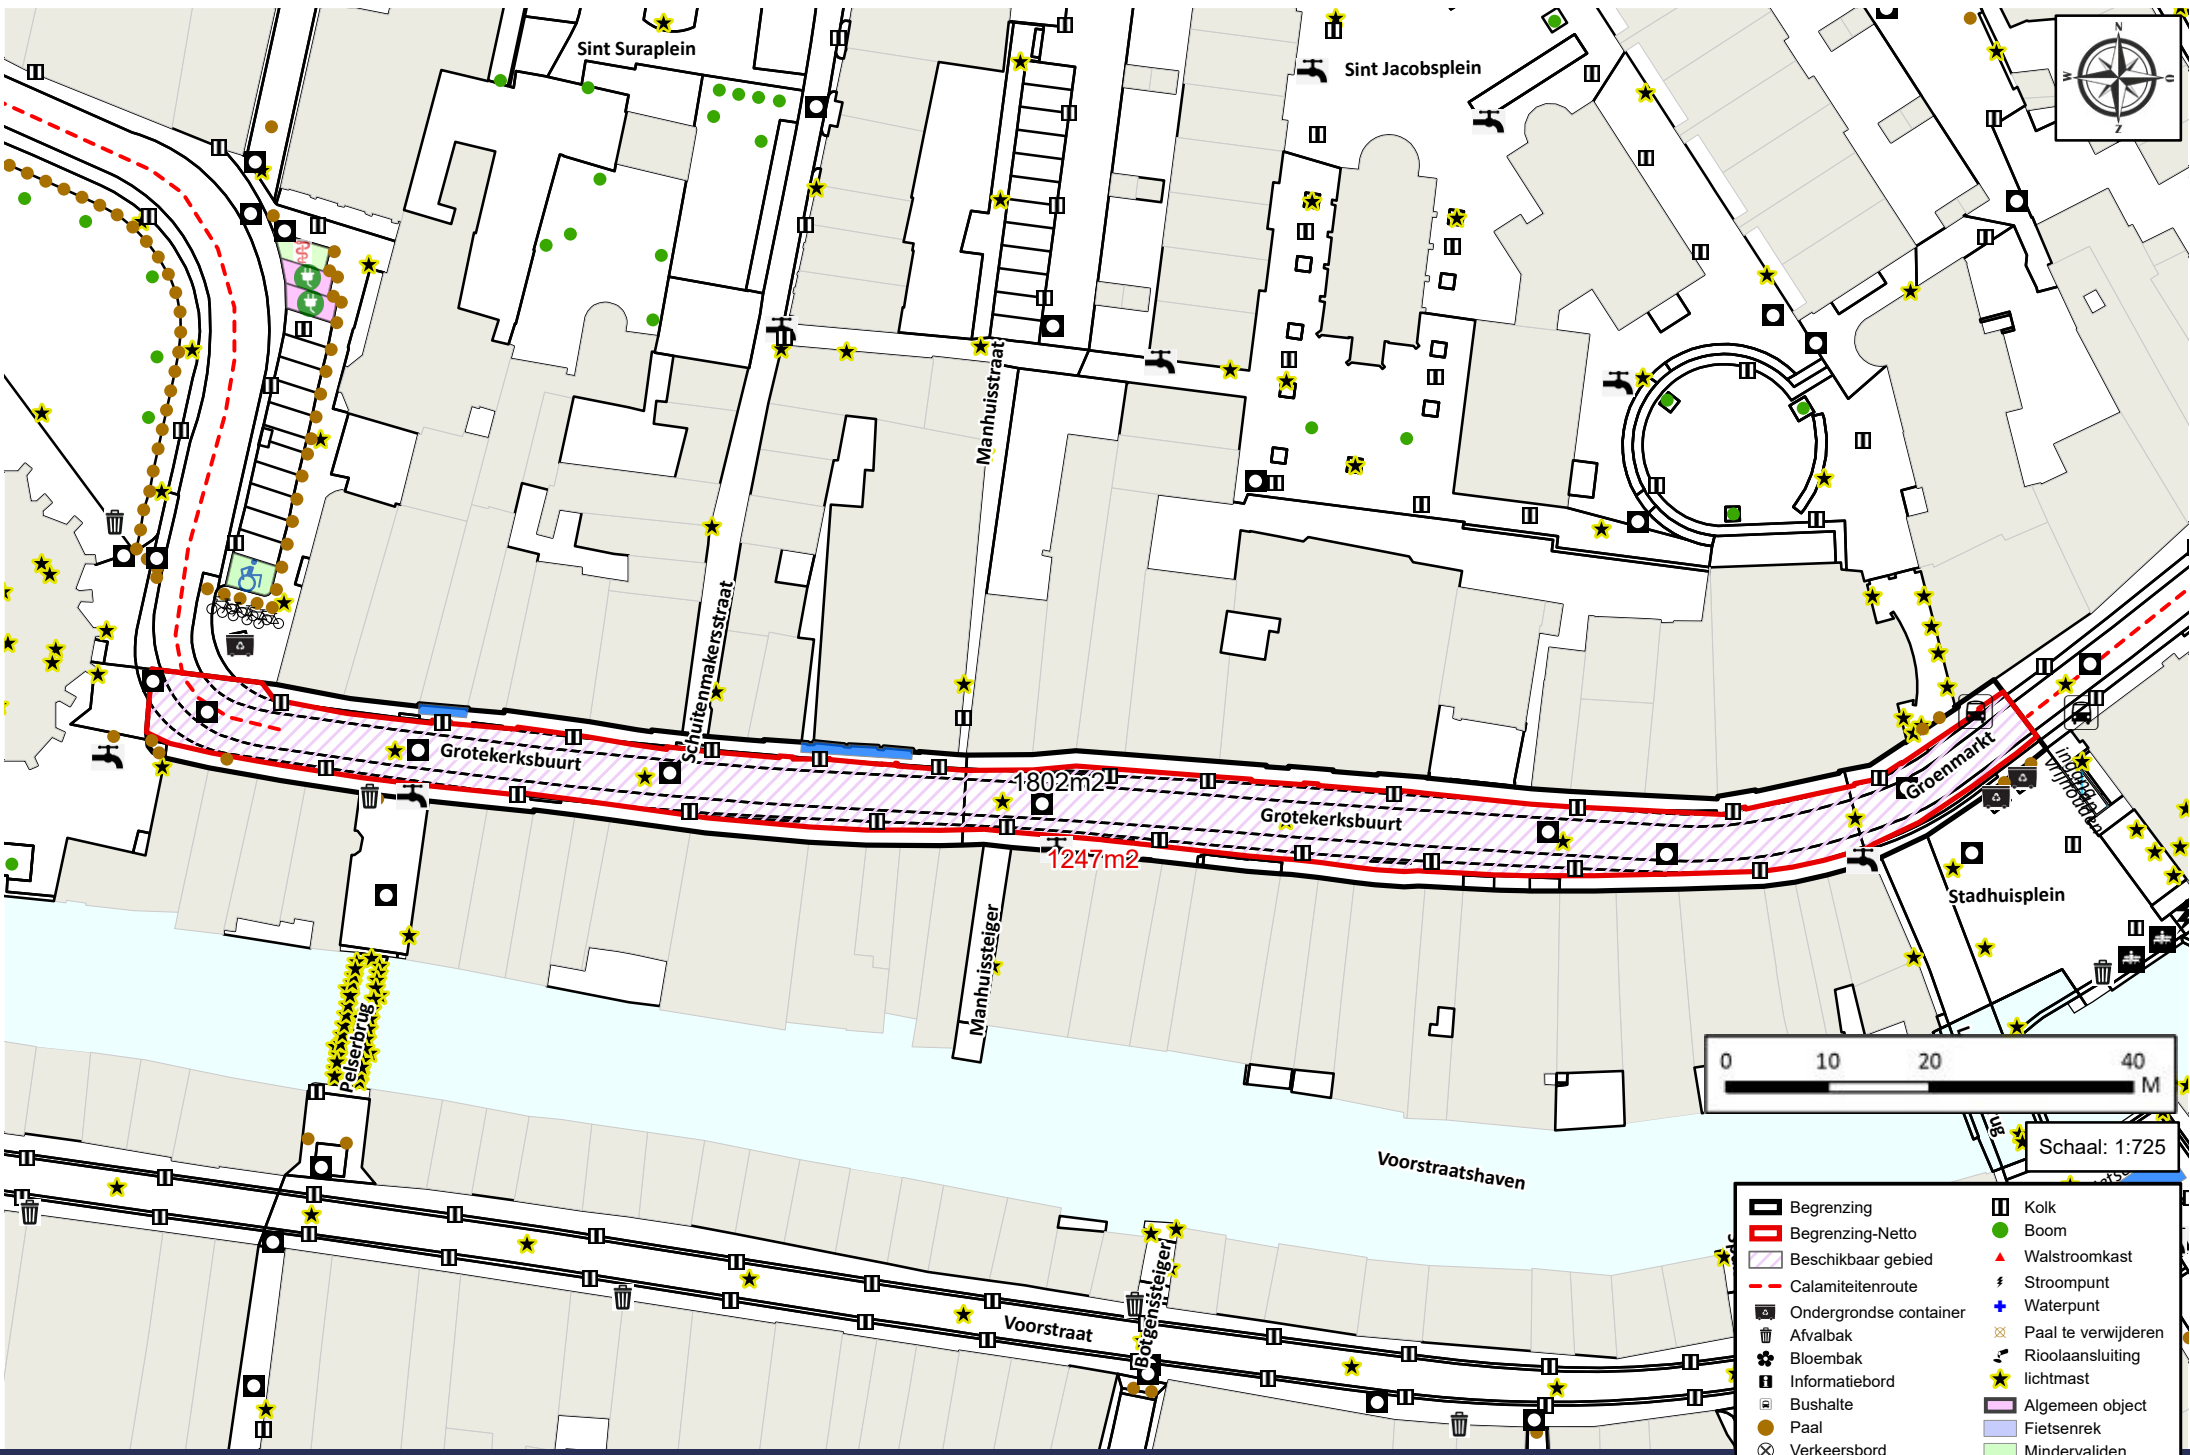 Sint Suraplein
Sint Jacobsplein
N
W
O
Z
Manhuisstraat
Schuitenmakersstraat
Grotekerksbuurt
1802m2
Grotekerksbuurt
1247m2
Groenmarkt
ingang
Vrijhouden
Stadhuisplein
Manhuissteiger
Pelserbrug
0 10 20 40
M
Schaal: 1:725
Voorstraatshaven
Botgenssteiger
Voorstraat
Begrenzing
Begrenzing-Netto
Beschikbaar gebied
Calamiteitenroute
Ondergrondse container
Afvalbak
Bloembak
Informatiebord
Bushalte
Paal
Verkeersbord
Kolk
Boom
Walstroomkast
Stroompunt
Waterpunt
Paal te verwijderen
Rioolaansluiting
lichtmast
Algemeen object
Fietsenrek
Mindervaliden